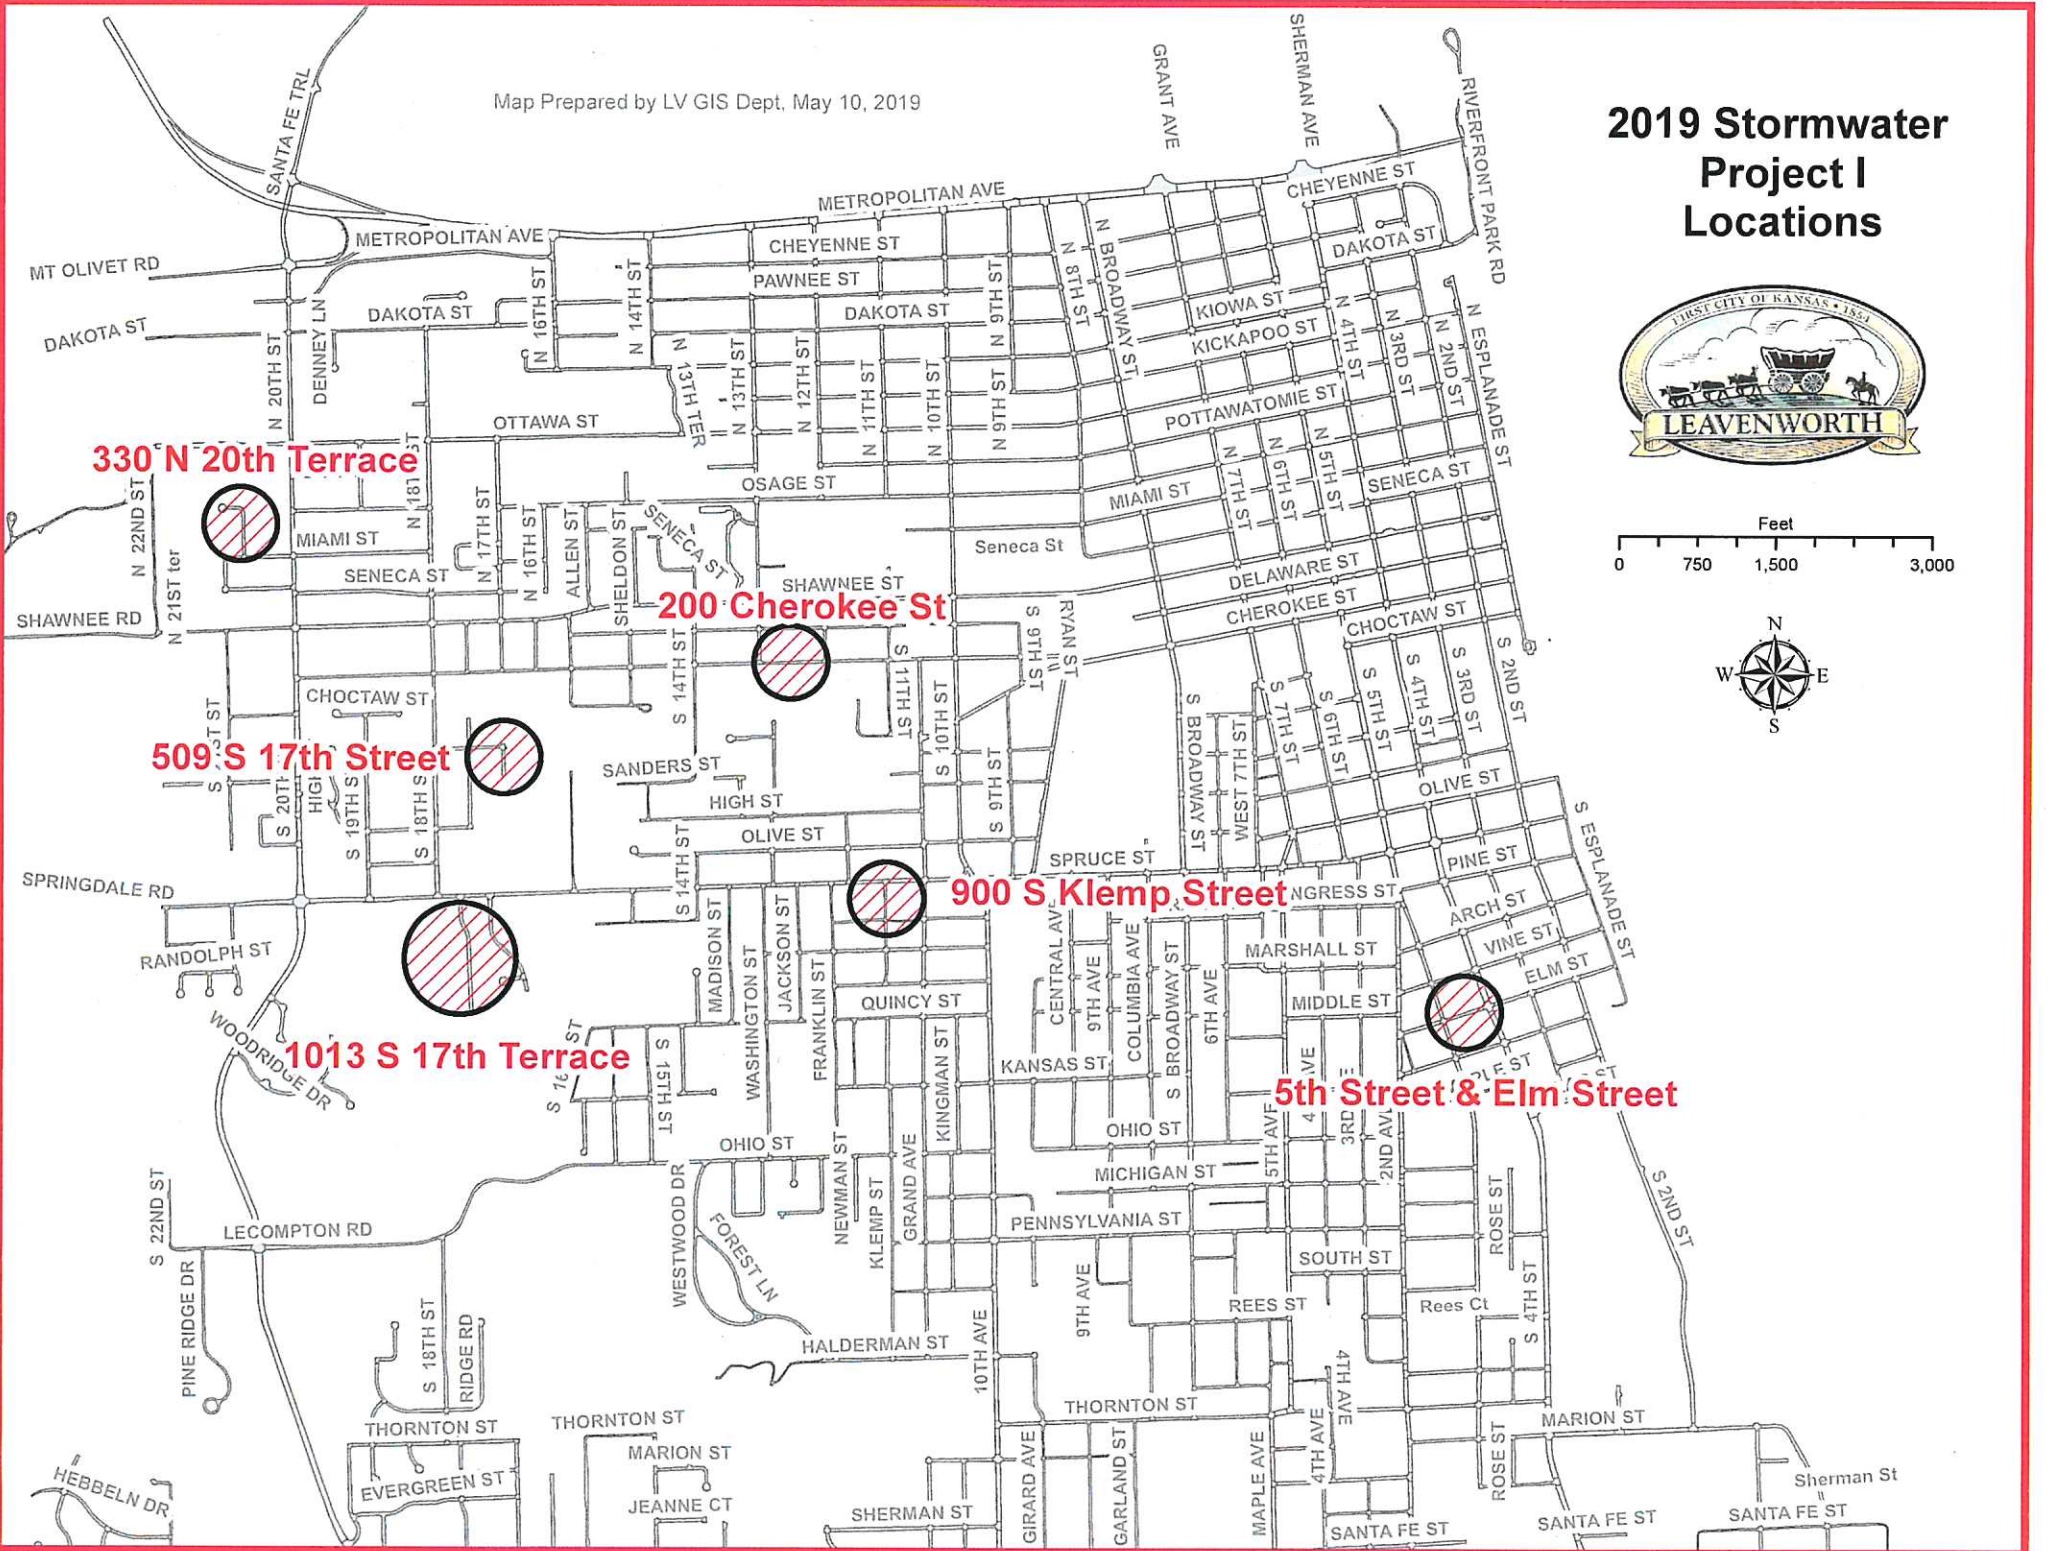 Map Prepared by LV GIS Dept, May 10, 2019
2019 Stormwater
Project I
Locations
FIRST CITY OF KANSAS • 1854
LEAVENWORTH
Feet
0 750 1,500 3,000
N
W E
S
330 N 20th Terrace
200 Cherokee St
509 S 17th Street
900 S Klemp Street
1013 S 17th Terrace
5th Street & Elm Street
SANTA FE TRL
GRANT AVE
SHERMAN AVE
RIVERFRONT PARK RD
METROPOLITAN AVE
METROPOLITAN AVE
CHEYENNE ST
CHEYENNE ST
MT OLIVET RD
PAWNEE ST
DAKOTA ST
DAKOTA ST
DAKOTA ST
DAKOTA ST
N 20TH ST
DENNEY LN
N 16TH ST
N 14TH ST
N 13TH TER
N 13TH ST
N 12TH ST
N 11TH ST
N 10TH ST
N 9TH ST
N 9TH ST
N 8TH ST
N BROADWAY ST
KIOWA ST
KICKAPOO ST
N 4TH ST
N 3RD ST
N 2ND ST
N ESPLANADE ST
POTTAWATOMIE ST
OTTAWA ST
OSAGE ST
MIAMI ST
N 7TH ST
N 6TH ST
N 5TH ST
SENECA ST
N 22ND ST
N 21ST ter
MIAMI ST
SENECA ST
N 17TH ST
N 16TH ST
ALLEN ST
SHELDON ST
SENECA ST
Seneca St
SHAWNEE ST
SHAWNEE RD
DELAWARE ST
CHEROKEE ST
CHOCTAW ST
S 9TH ST
RYAN ST
S 14TH ST
S 11TH ST
S 10TH ST
CHOCTAW ST
SANDERS ST
HIGH ST
OLIVE ST
S 9TH ST
S BROADWAY ST
WEST 7TH ST
S 7TH ST
S 6TH ST
S 5TH ST
S 4TH ST
S 3RD ST
S 2ND ST
OLIVE ST
S ESPLANADE ST
S 14TH ST
SPRUCE ST
PINE ST
ARCH ST
VINE ST
ELM ST
SPRINGDALE RD
RANDOLPH ST
WOODRIDGE DR
MADISON ST
WASHINGTON ST
JACKSON ST
FRANKLIN ST
QUINCY ST
KINGMAN ST
CENTRAL AVE
9TH AVE
COLUMBIA AVE
S BROADWAY ST
6TH AVE
MARSHALL ST
MIDDLE ST
KANSAS ST
S 15TH ST
OHIO ST
OHIO ST
MICHIGAN ST
5TH AVE
2ND AVE
PENNSYLVANIA ST
SOUTH ST
ROSE ST
S 4TH ST
S 2ND ST
S 22ND ST
LECOMPTON RD
PINE RIDGE DR
S 18TH ST
RIDGE RD
WESTWOOD DR
FOREST LN
NEWMAN ST
KLEMP ST
GRAND AVE
HALDERMAN ST
10TH AVE
9TH AVE
REES ST
Rees Ct
4TH AVE
4TH AVE
THORNTON ST
THORNTON ST
THORNTON ST
MARION ST
MARION ST
EVERGREEN ST
HEBBELN DR
JEANNE CT
SHERMAN ST
GIRARD AVE
GARLAND ST
MAPLE AVE
ROSE ST
Sherman St
SANTA FE ST
SANTA FE ST
SANTA FE ST